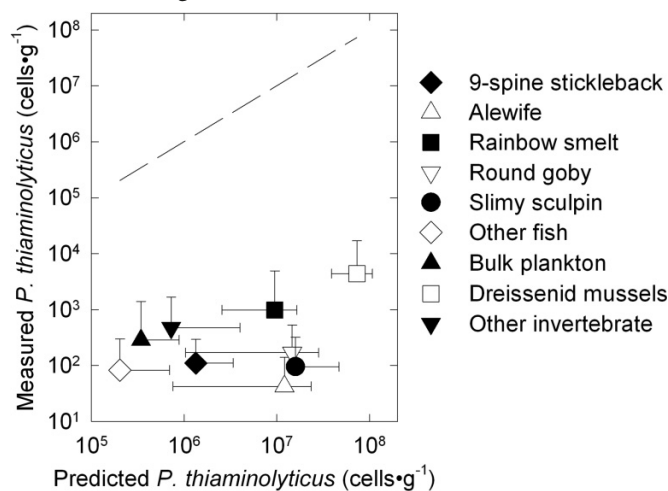 10⁸
10⁷
10⁶
10⁵
10⁴
10³
10²
10¹
Measured P. thiaminolyticus (cells•g⁻¹)
10⁵ 10⁶ 10⁷ 10⁸
Predicted P. thiaminolyticus (cells•g⁻¹)
9-spine stickleback
Alewife
Rainbow smelt
Round goby
Slimy sculpin
Other fish
Bulk plankton
Dreissenid mussels
Other invertebrate